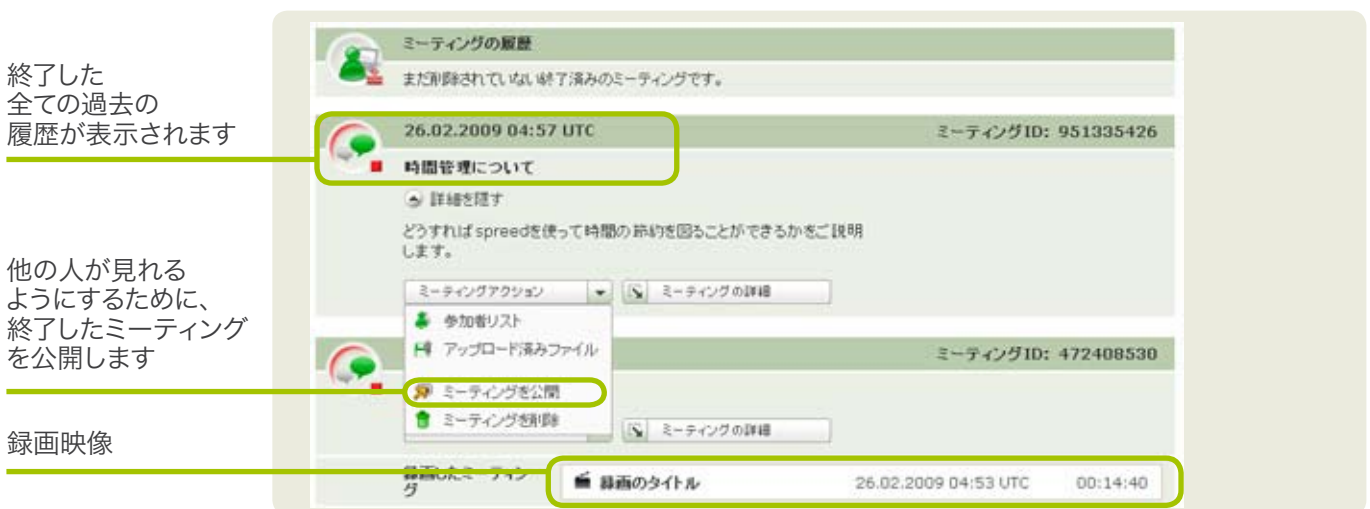 終了した
全ての過去の
履歴が表示されます
他の人が見れる
ようにするために、
終了したミーティング
を公開します
録画映像
ミーティングの履歴
まだ削除されていない終了済みのミーティングです。
26.02.2009 04:57 UTC ミーティングID: 951335426
時間管理について
詳細を隠す
どうすればspreedを使って時間の節約を図ることができるかをご説明
します。
ミーティングアクション ミーティングの詳細
参加者リスト
アップロード済みファイル
ミーティングID: 472408530
ミーティングを公開
ミーティングを削除
ミーティングの詳細
録画したミーティン
グ
録画のタイトル 26.02.2009 04:53 UTC 00:14:40